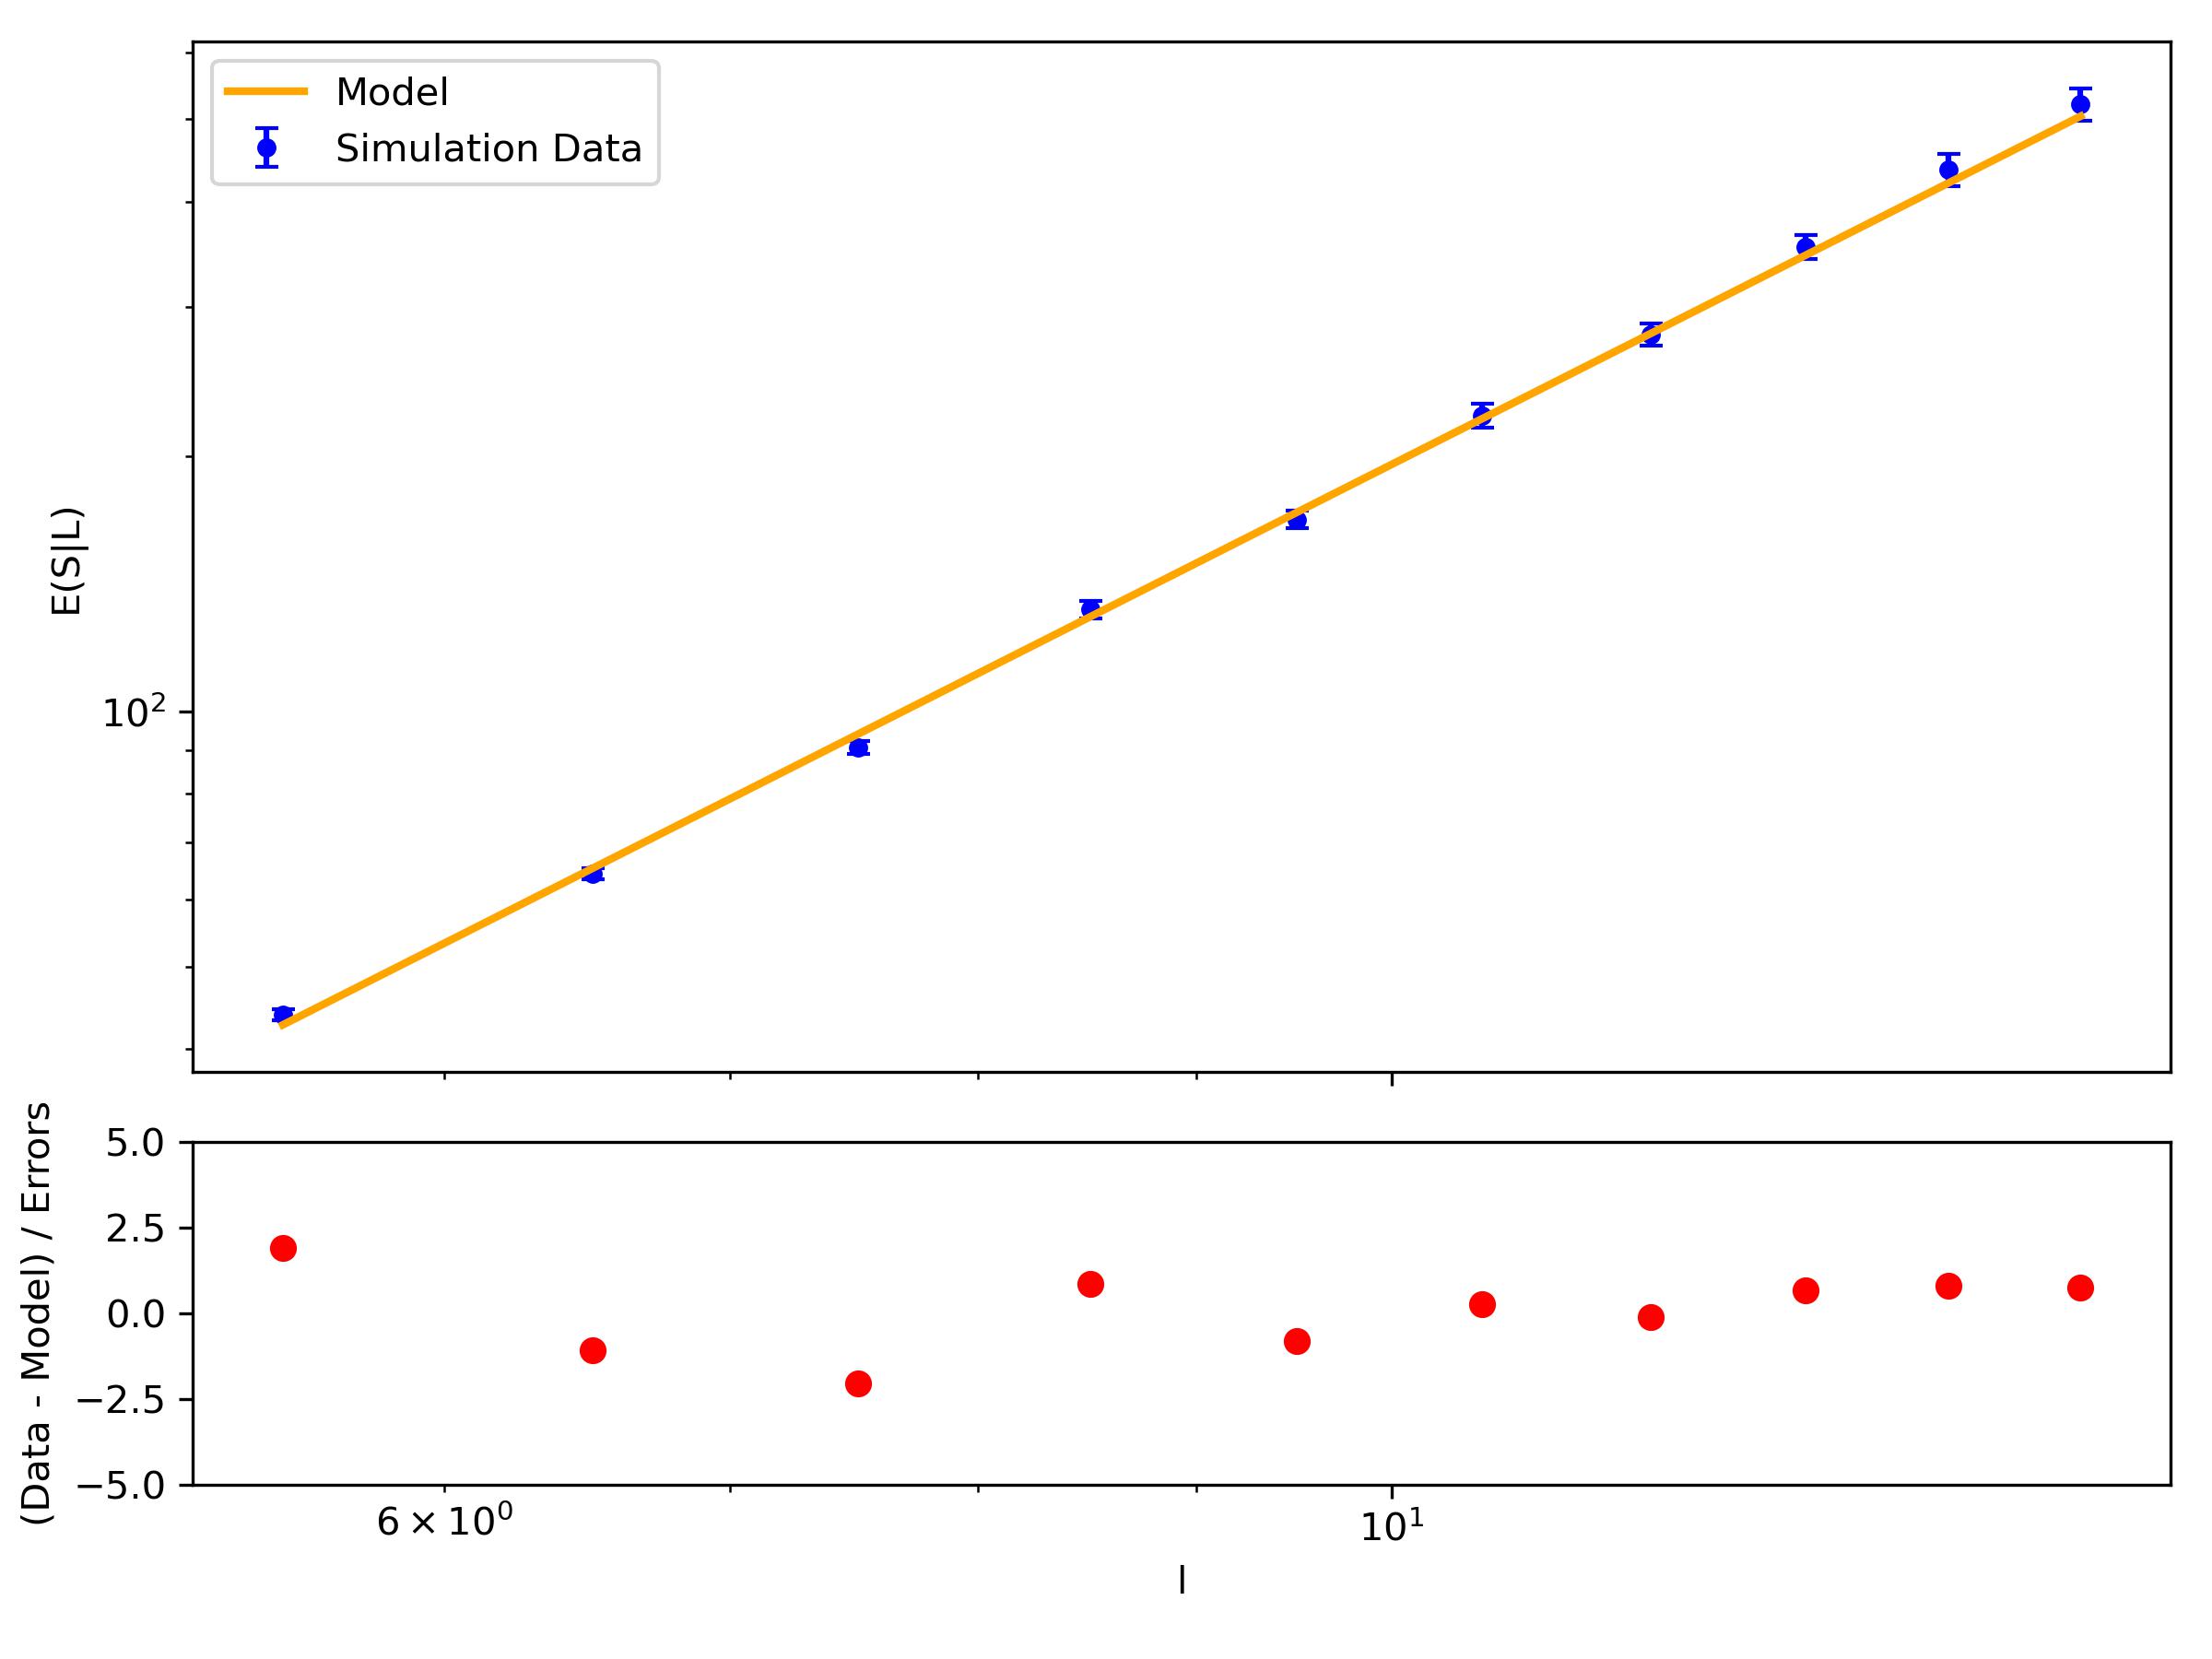 Model
Simulation Data
E(S|L)
10²
(Data - Model) / Errors
5.0
2.5
0.0
−2.5
−5.0
6 × 10⁰
10¹
l